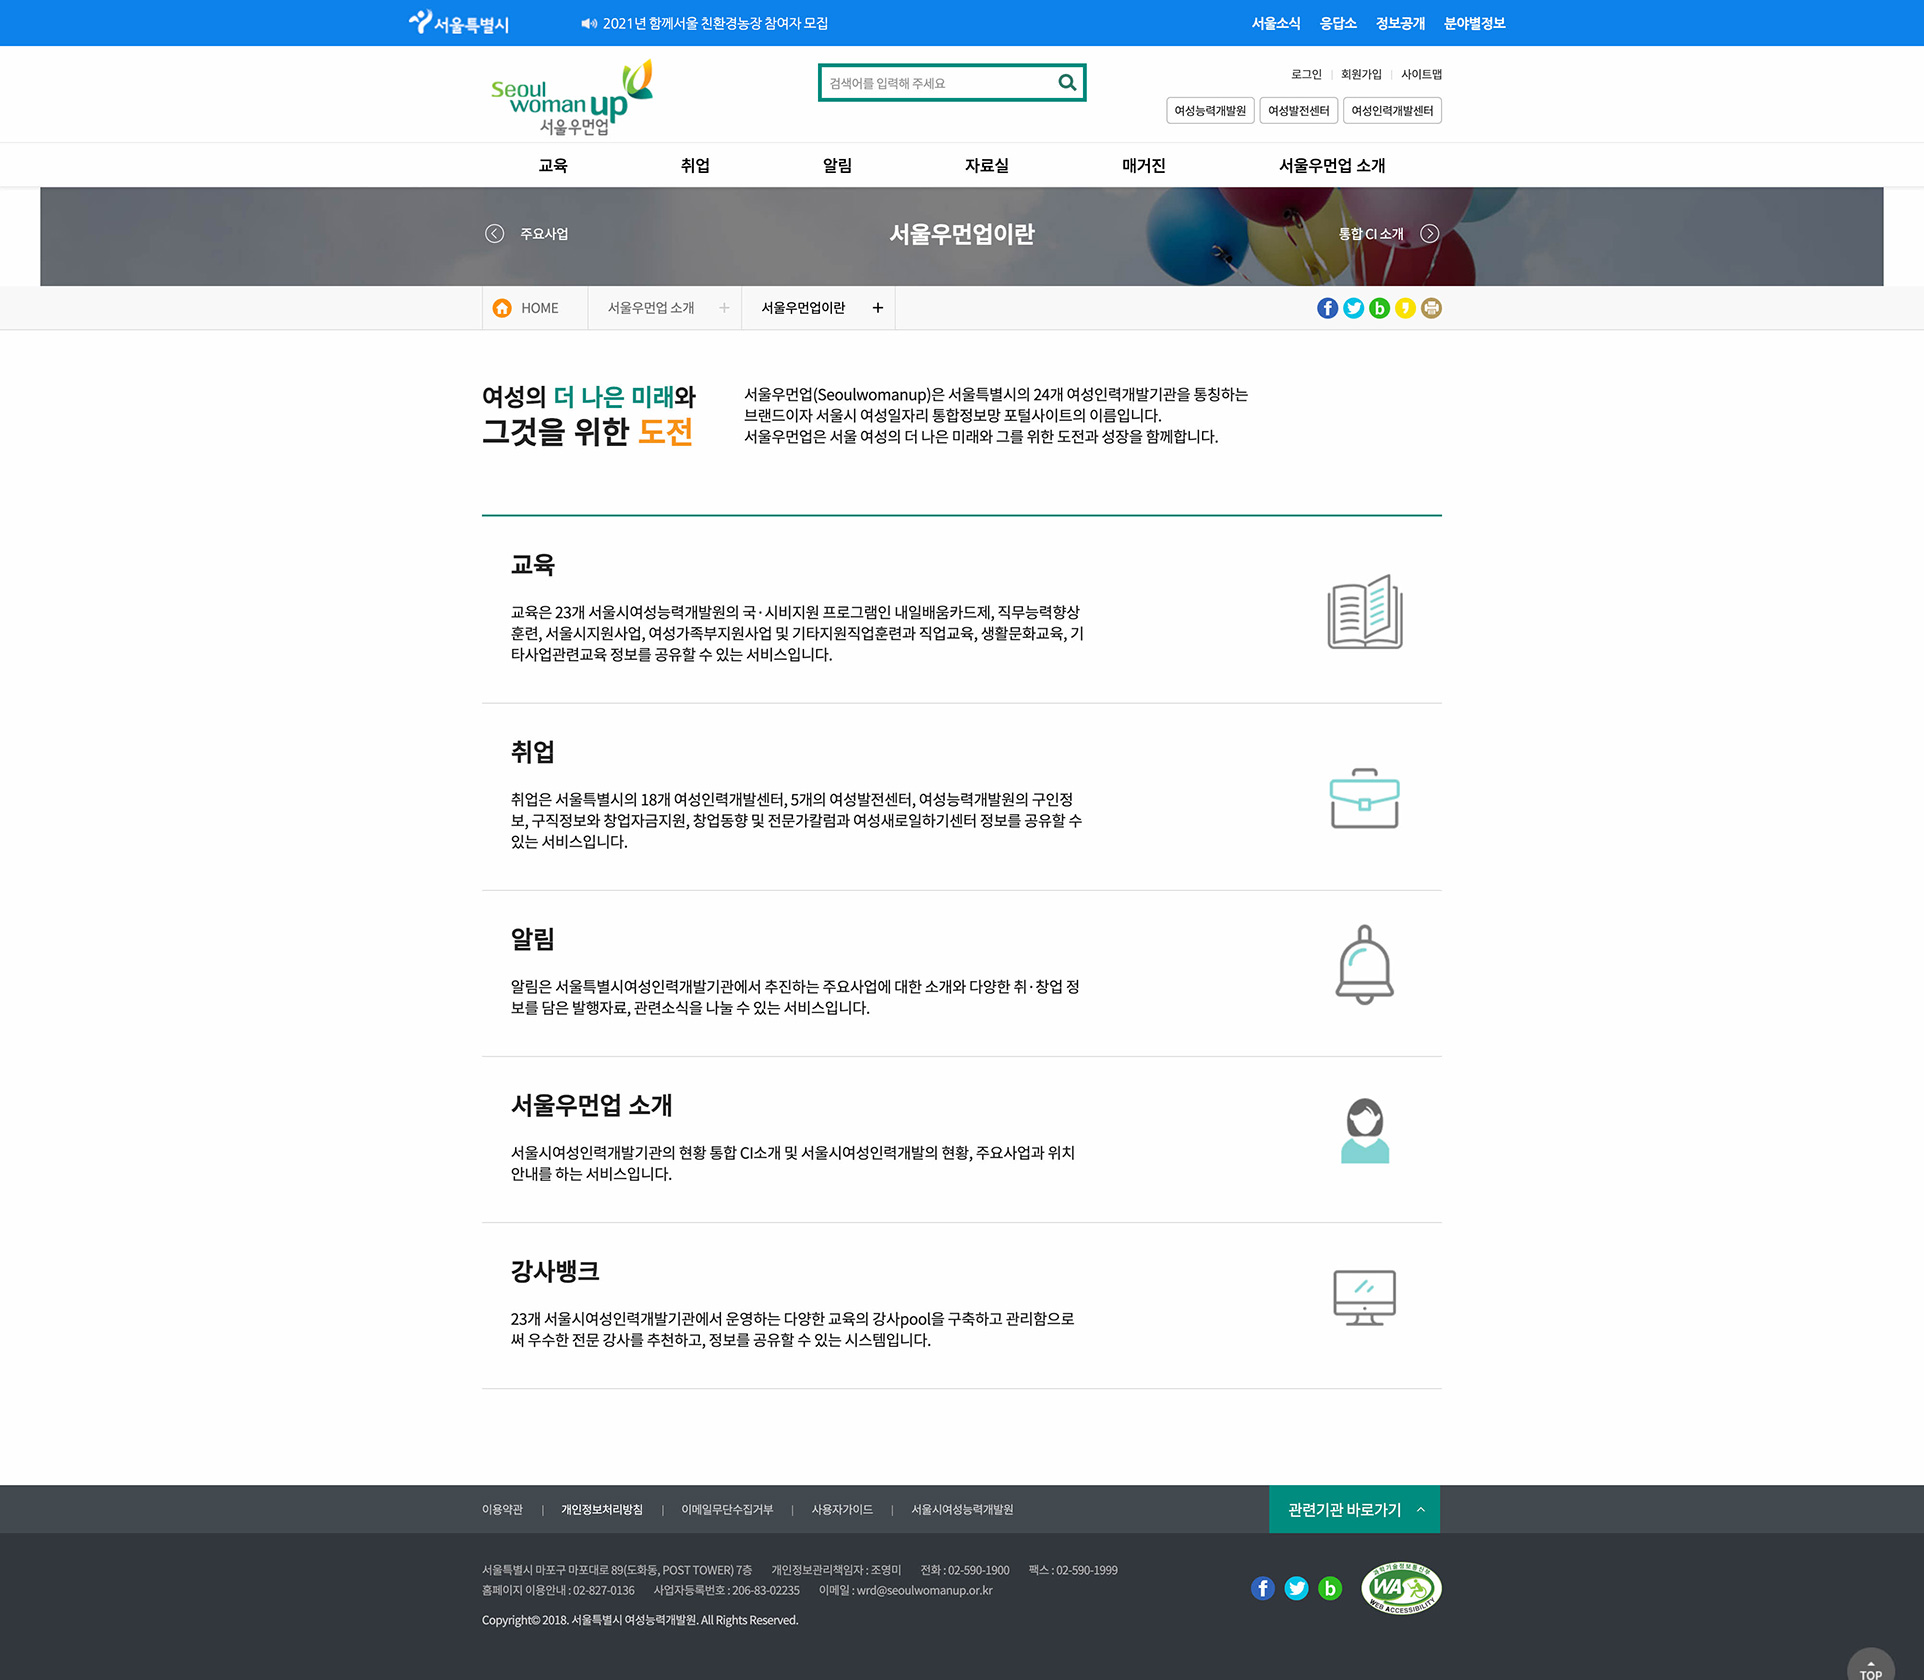 서울특별시
2021년 함께서울 친환경농장 참여자 모집
서울소식 응답소 정보공개 분야별정보
Seoul
woman up
서울우먼업
검색어를 입력해 주세요
로그인 회원가입 사이트맵
여성능력개발원 여성발전센터 여성인력개발센터
교육 취업 알림 자료실 매거진 서울우먼업 소개
주요사업 서울우먼업이란 통합 CI 소개
HOME 서울우먼업 소개 + 서울우먼업이란 +
여성의 더 나은 미래와
그것을 위한 도전
서울우먼업(Seoulwomanup)은 서울특별시의 24개 여성인력개발기관을 통칭하는
브랜드이자 서울시 여성일자리 통합정보망 포털사이트의 이름입니다.
서울우먼업은 서울 여성의 더 나은 미래와 그를 위한 도전과 성장을 함께합니다.
교육
교육은 23개 서울시여성능력개발원의 국·시비지원 프로그램인 내일배움카드제, 직무능력향상
훈련, 서울시지원사업, 여성가족부지원사업 및 기타지원직업훈련과 직업교육, 생활문화교육, 기
타사업관련교육 정보를 공유할 수 있는 서비스입니다.
취업
취업은 서울특별시의 18개 여성인력개발센터, 5개의 여성발전센터, 여성능력개발원의 구인정
보, 구직정보와 창업자금지원, 창업동향 및 전문가칼럼과 여성새로일하기센터 정보를 공유할 수
있는 서비스입니다.
알림
알림은 서울특별시여성인력개발기관에서 추진하는 주요사업에 대한 소개와 다양한 취·창업 정
보를 담은 발행자료, 관련소식을 나눌 수 있는 서비스입니다.
서울우먼업 소개
서울시여성인력개발기관의 현황 통합 CI소개 및 서울시여성인력개발의 현황, 주요사업과 위치
안내를 하는 서비스입니다.
강사뱅크
23개 서울시여성인력개발기관에서 운영하는 다양한 교육의 강사pool을 구축하고 관리함으로
써 우수한 전문 강사를 추천하고, 정보를 공유할 수 있는 시스템입니다.
이용약관 | 개인정보처리방침 | 이메일무단수집거부 | 사용자가이드 | 서울시여성능력개발원
관련기관 바로가기
서울특별시 마포구 마포대로 89(도화동, POST TOWER) 7층 개인정보관리책임자 : 조영미 전화 : 02-590-1900 팩스 : 02-590-1999
홈페이지 이용안내 : 02-827-0136 사업자등록번호 : 206-83-02235 이메일 : wrd@seoulwomanup.or.kr
Copyright© 2018. 서울특별시 여성능력개발원. All Rights Reserved.
과학기술정보통신부
WA
WEB ACCESSIBILITY
TOP